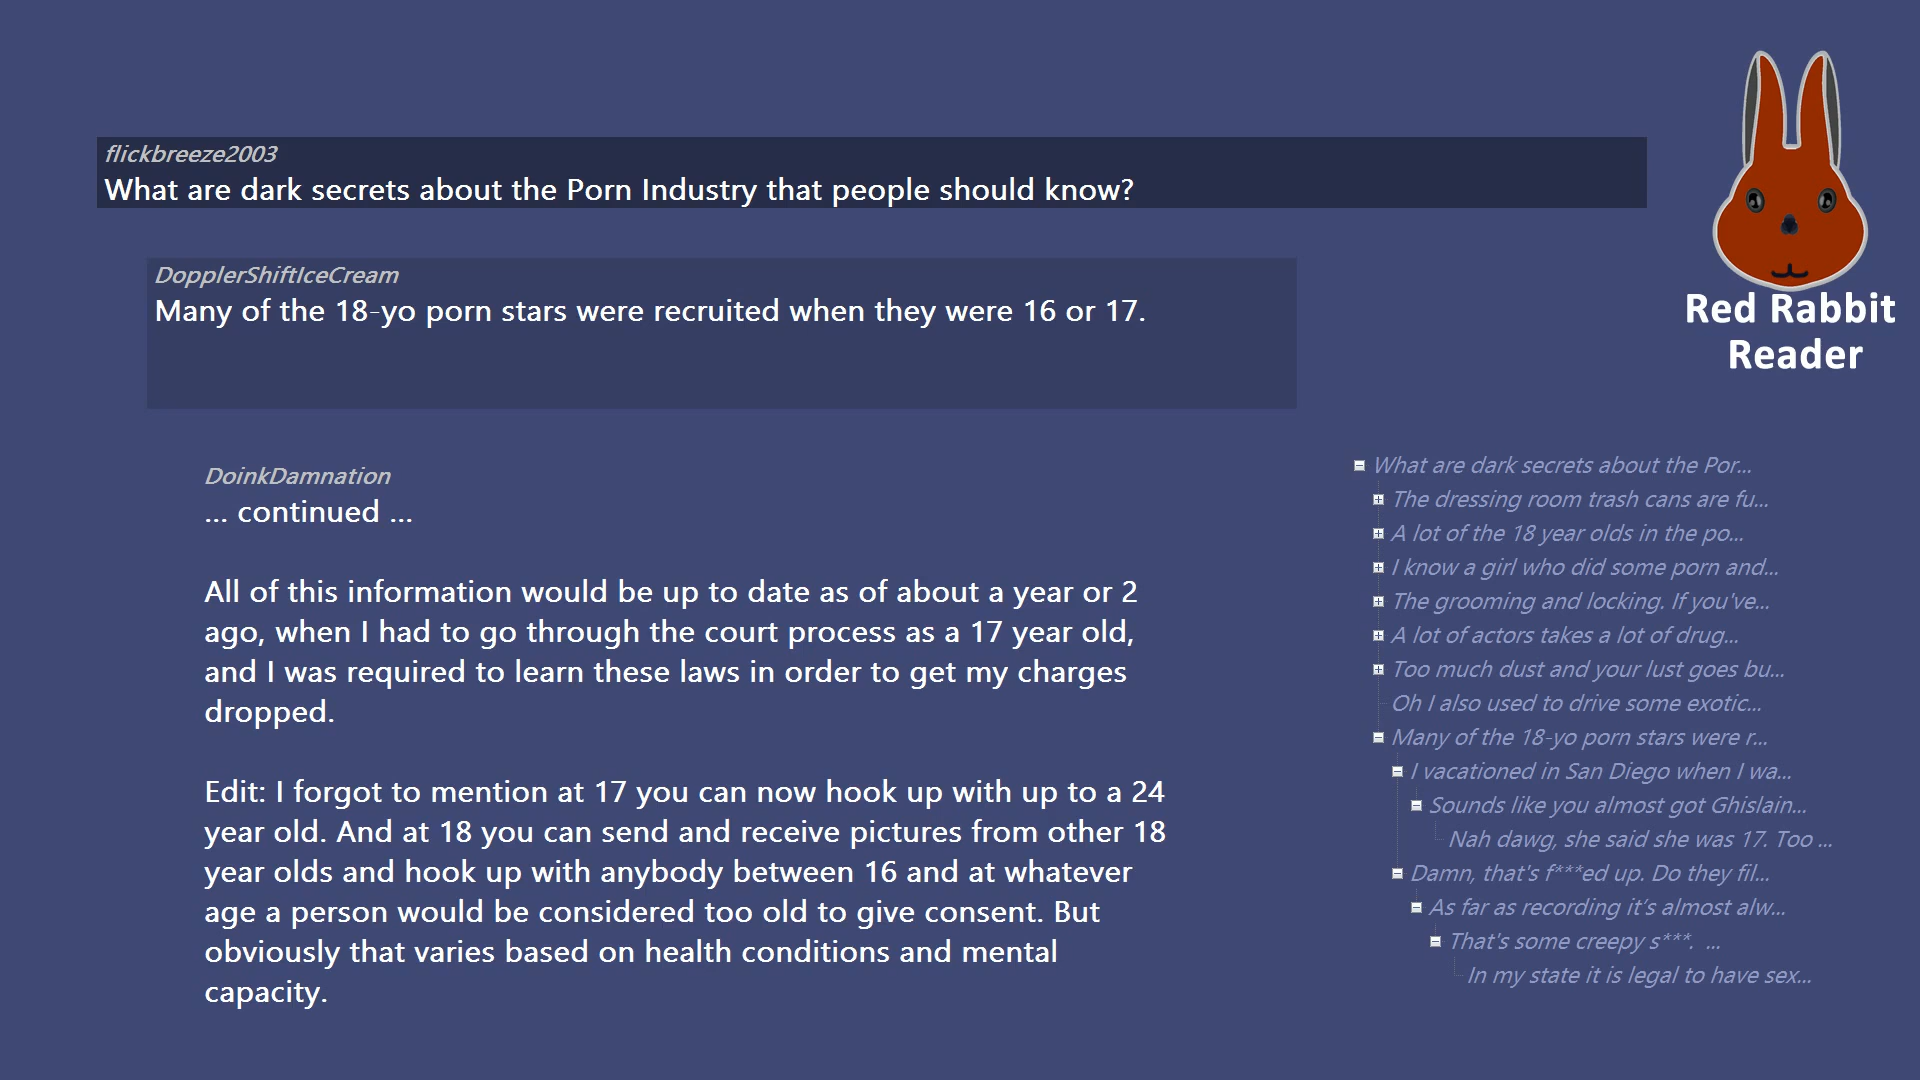 flickbreeze2003
What are dark secrets about the Porn Industry that people should know?
DopplerShiftIceCream
Many of the 18-yo porn stars were recruited when they were 16 or 17.
Red Rabbit
Reader
DoinkDamnation
... continued ...
All of this information would be up to date as of about a year or 2
ago, when I had to go through the court process as a 17 year old,
and I was required to learn these laws in order to get my charges
dropped.
Edit: I forgot to mention at 17 you can now hook up with up to a 24
year old. And at 18 you can send and receive pictures from other 18
year olds and hook up with anybody between 16 and at whatever
age a person would be considered too old to give consent. But
obviously that varies based on health conditions and mental
capacity.
What are dark secrets about the Por...
The dressing room trash cans are fu...
A lot of the 18 year olds in the po...
I know a girl who did some porn and...
The grooming and locking. If you've...
A lot of actors takes a lot of drug...
Too much dust and your lust goes bu...
Oh I also used to drive some exotic...
Many of the 18-yo porn stars were r...
I vacationed in San Diego when I wa...
Sounds like you almost got Ghislain...
Nah dawg, she said she was 17. Too ...
Damn, that's f***ed up. Do they fil...
As far as recording it’s almost alw...
That's some creepy s***.  ...
In my state it is legal to have sex...